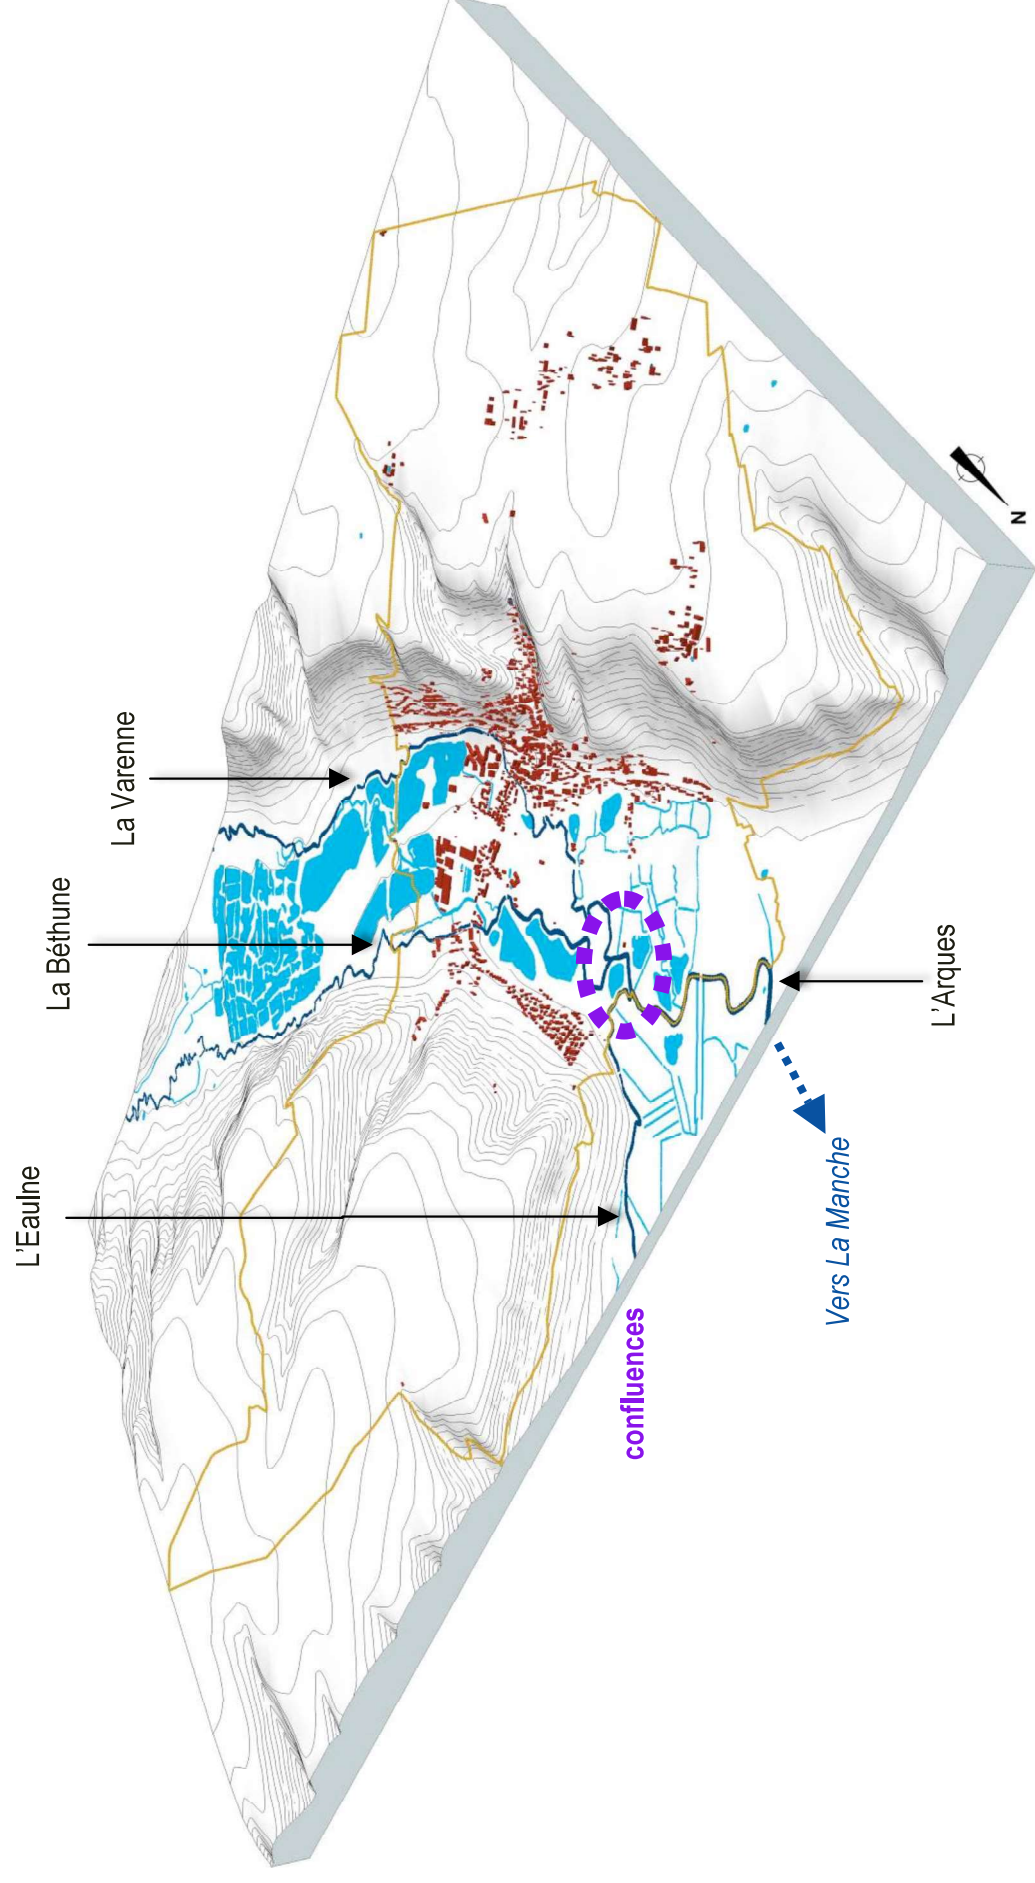 L'Eaulne
La Béthune
La Varenne
confluences
Vers La Manche
L'Arques
N